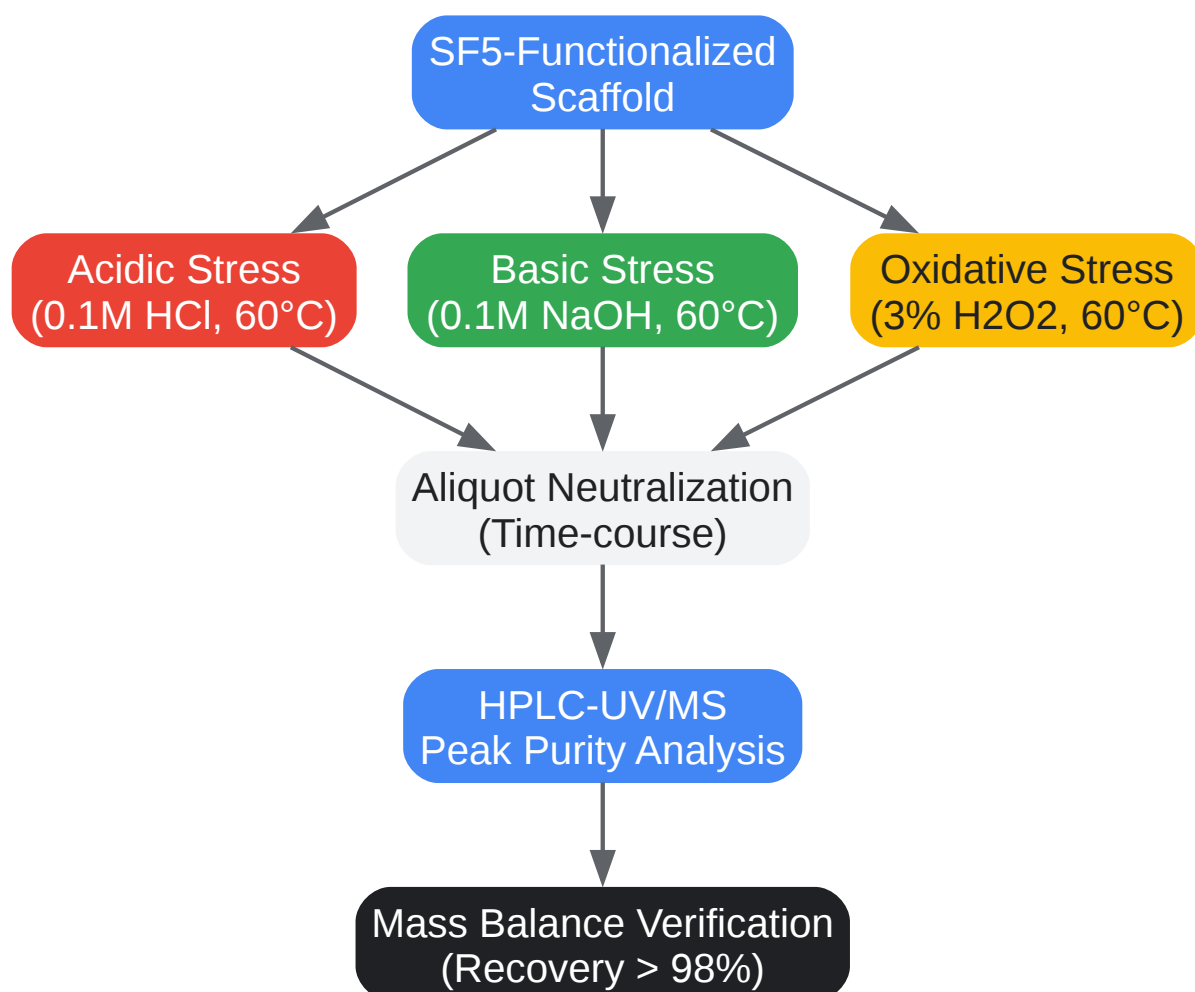 SF5-Functionalized
Scaffold
Acidic Stress
(0.1M HCl, 60°C)
Basic Stress
(0.1M NaOH, 60°C)
Oxidative Stress
(3% H2O2, 60°C)
Aliquot Neutralization
(Time-course)
HPLC-UV/MS
Peak Purity Analysis
Mass Balance Verification
(Recovery > 98%)